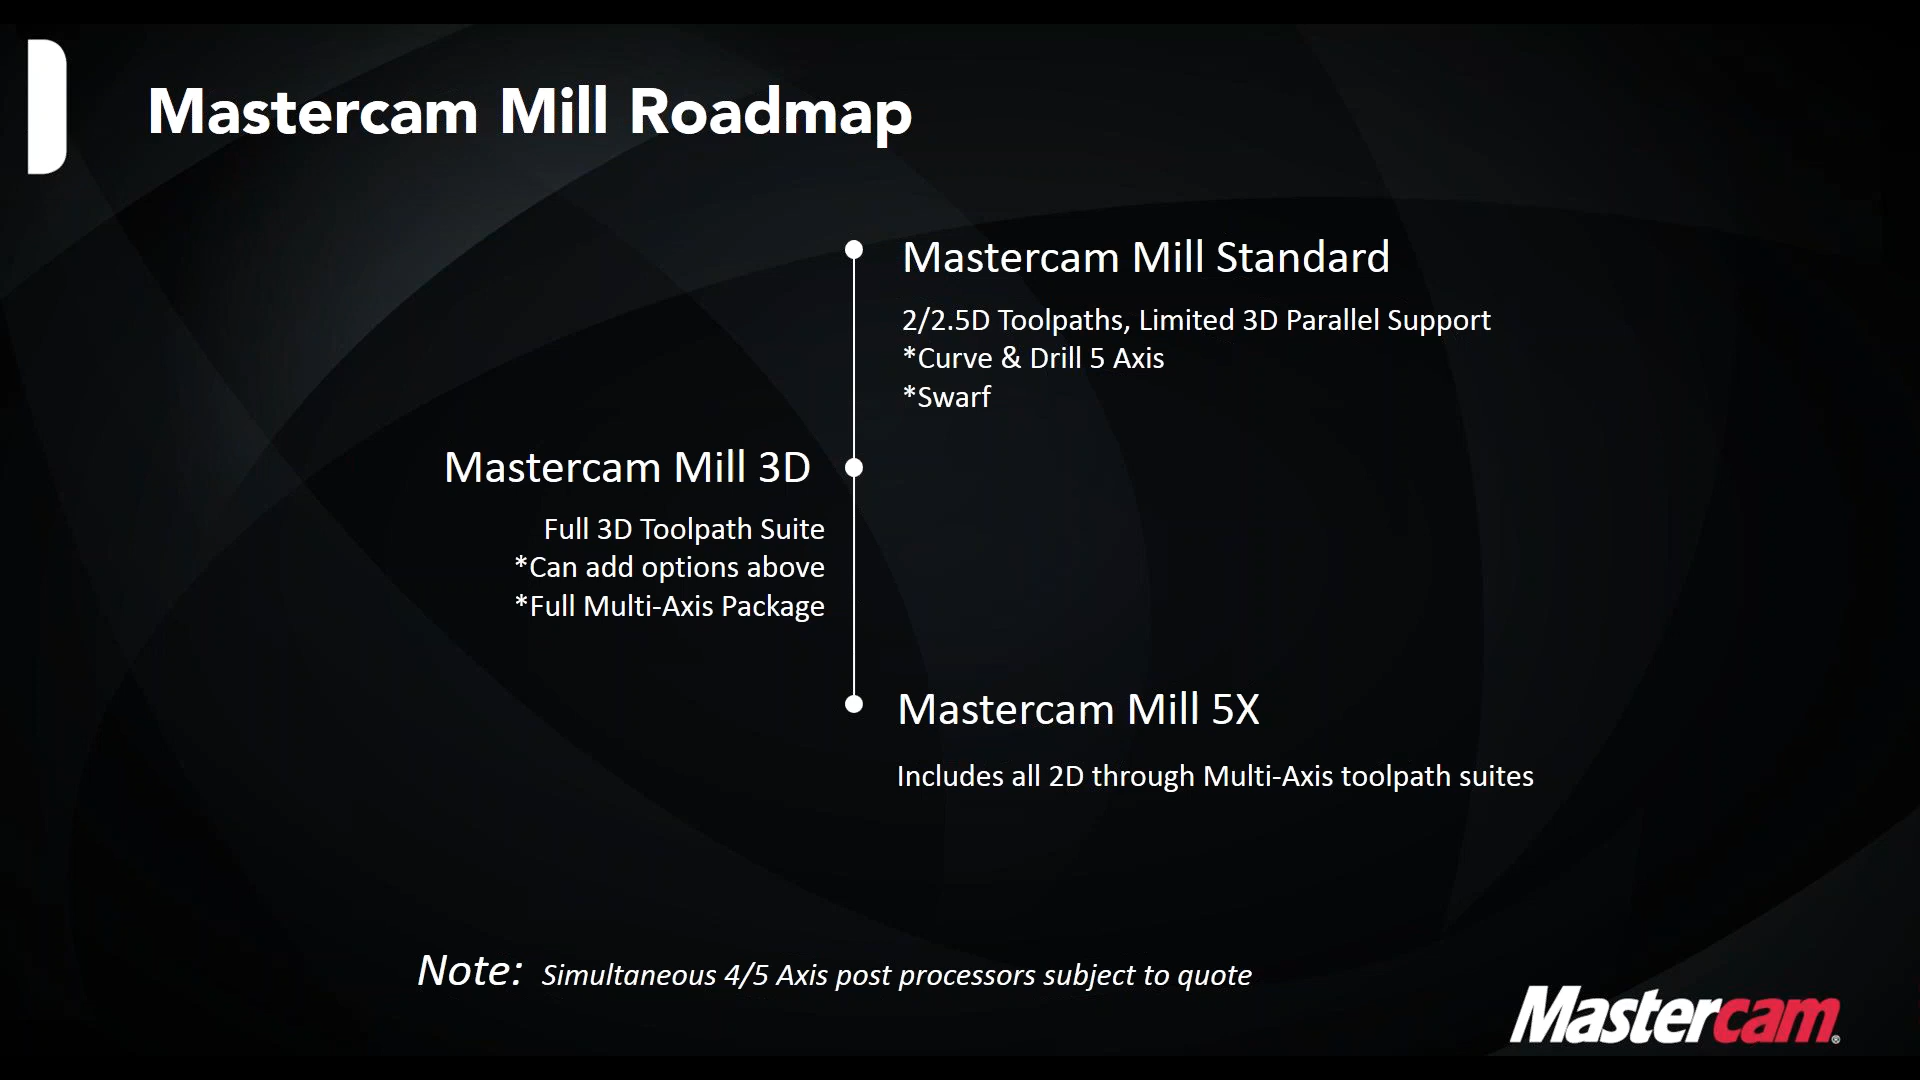 Mastercam Mill Roadmap
Mastercam Mill Standard
2/2.5D Toolpaths, Limited 3D Parallel Support
*Curve & Drill 5 Axis
*Swarf
Mastercam Mill 3D
Full 3D Toolpath Suite
*Can add options above
*Full Multi-Axis Package
Mastercam Mill 5X
Includes all 2D through Multi-Axis toolpath suites
Note: Simultaneous 4/5 Axis post processors subject to quote
Mastercam®